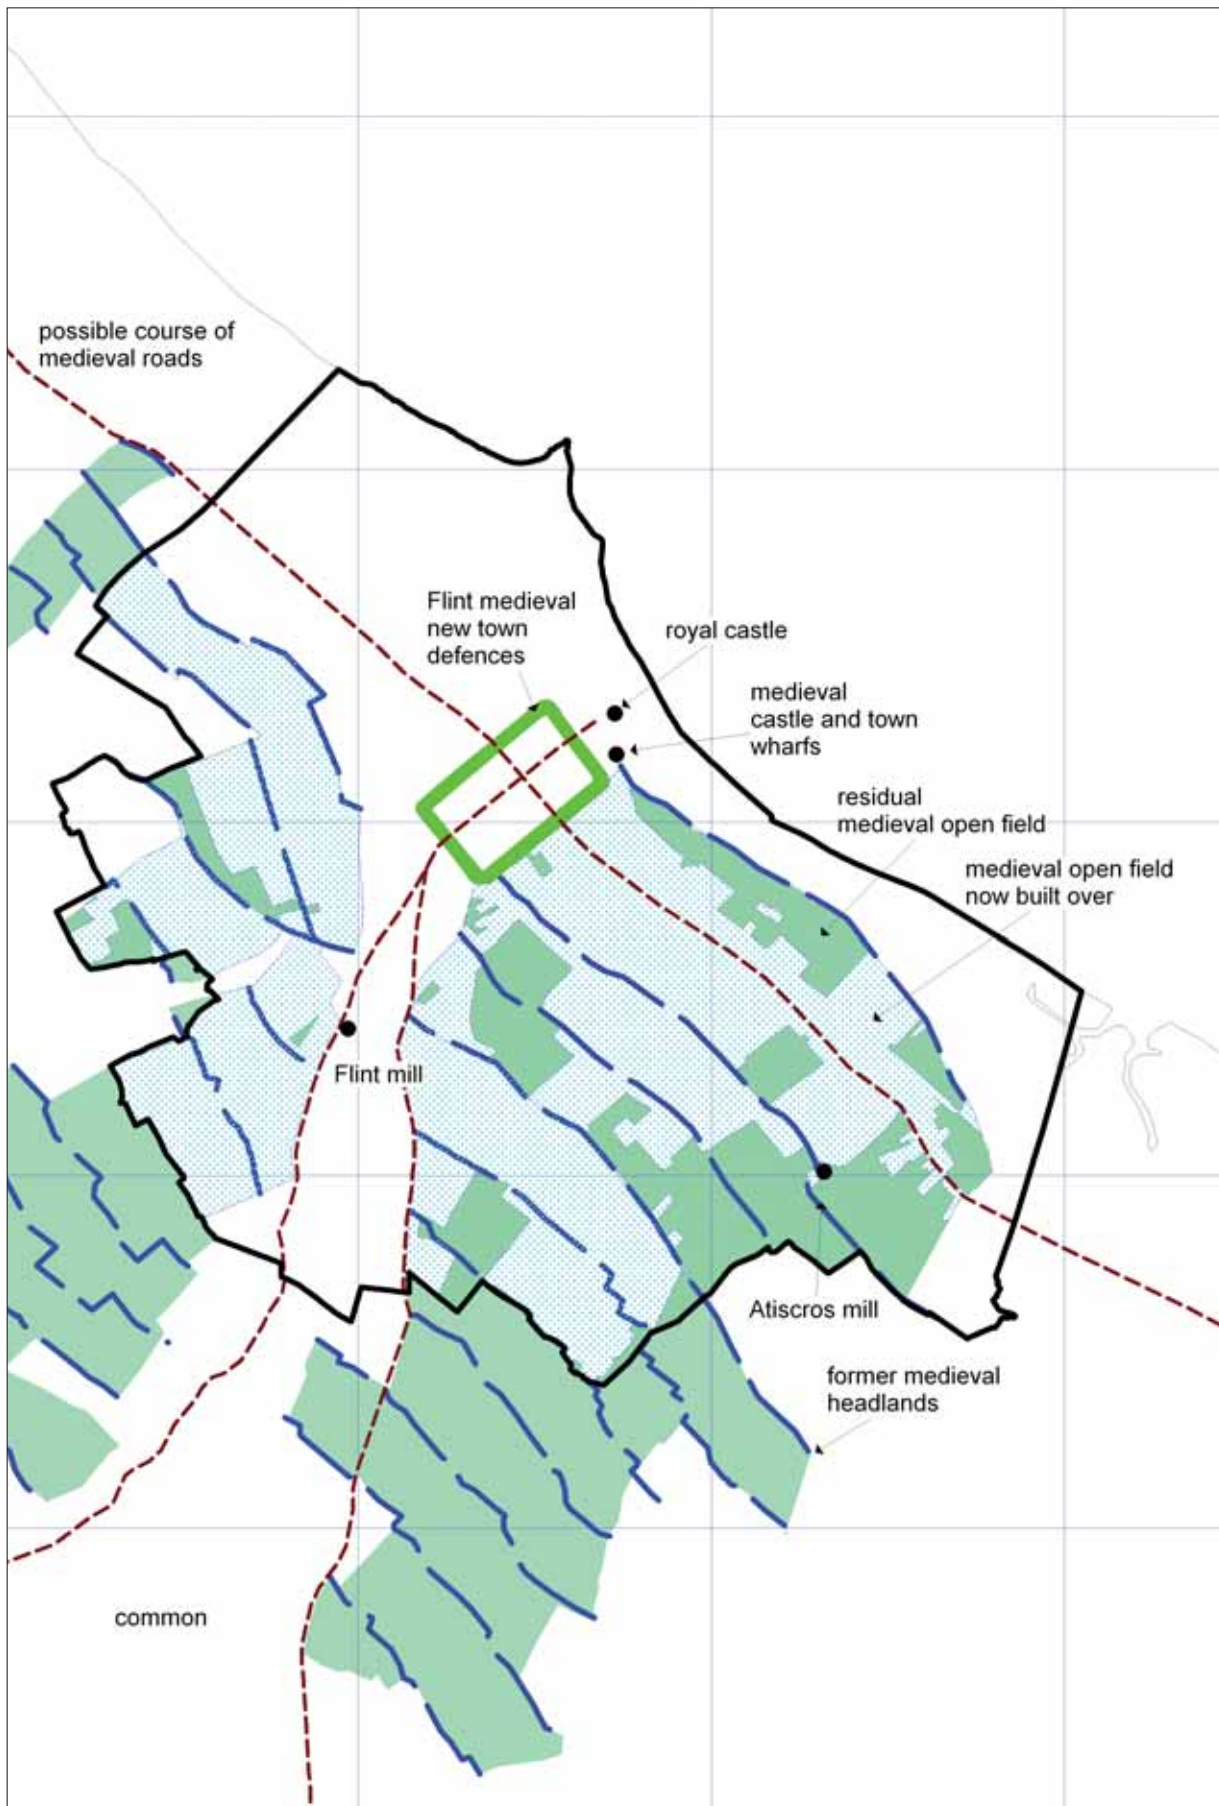 possible course of
medieval roads
Flint medieval
new town
defences
royal castle
medieval
castle and town
wharfs
residual
medieval open field
medieval open field
now built over
Flint mill
Atiscros mill
former medieval
headlands
common